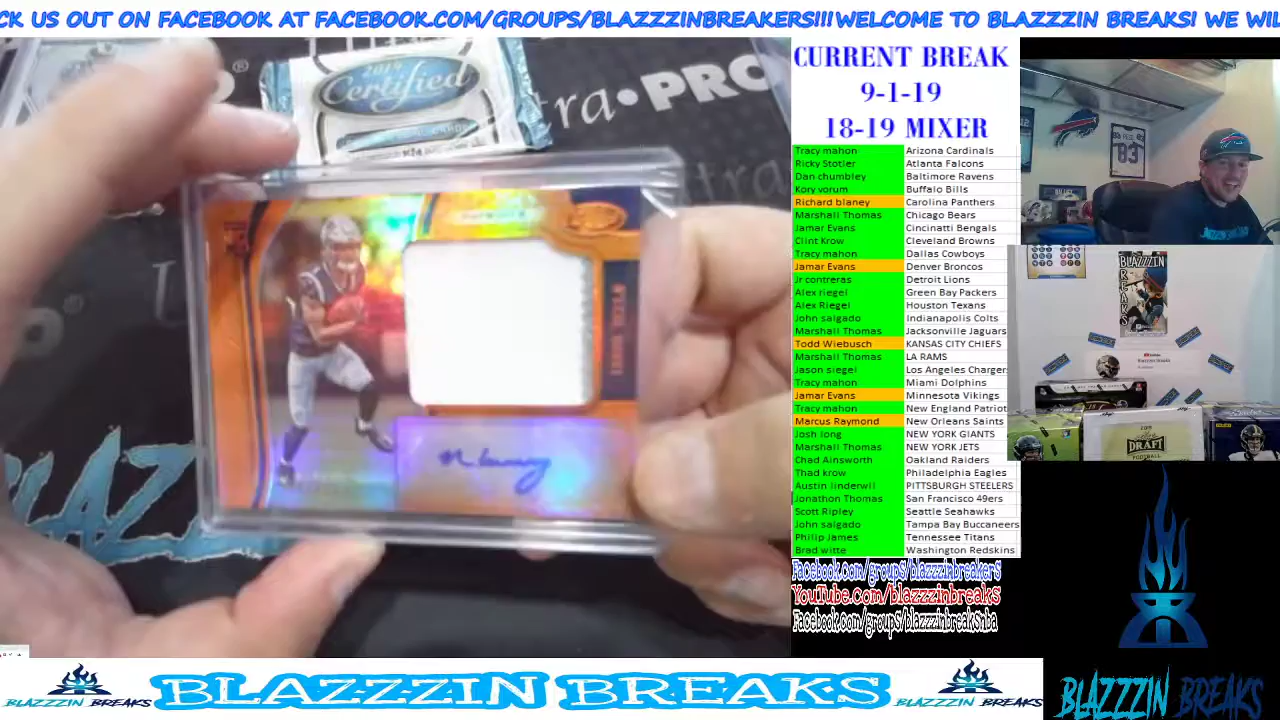 CK US OUT ON FACEBOOK AT FACEBOOK.COM/GROUPS/BLAZZZINBREAKERS!!!WELCOME TO BLAZZZIN BREAKS! WE WIL
2019
Certified
PRO
CURRENT BREAK
9-1-19
18-19 MIXER
Tracy mahon Arizona Cardinals
Ricky Stotler Atlanta Falcons
Dan chumbley Baltimore Ravens
Kory vorum Buffalo Bills
Richard blaney Carolina Panthers
Marshall Thomas Chicago Bears
Jamar Evans Cincinatti Bengals
Clint Krow Cleveland Browns
Tracy mahon Dallas Cowboys
Jamar Evans Denver Broncos
Jr contreras Detroit Lions
Alex riegel Green Bay Packers
Alex Riegel Houston Texans
John salgado Indianapolis Colts
Marshall Thomas Jacksonville Jaguars
Todd Wiebusch KANSAS CITY CHIEFS
Marshall Thomas LA RAMS
Jason siegel Los Angeles Charger
Tracy mahon Miami Dolphins
Jamar Evans Minnesota Vikings
Tracy mahon New England Patriot
Marcus Raymond New Orleans Saints
Josh long NEW YORK GIANTS
Marshall Thomas NEW YORK JETS
Chad Ainsworth Oakland Raiders
Thad krow Philadelphia Eagles
Austin linderwll PITTSBURGH STEELERS
Jonathon Thomas San Francisco 49ers
Scott Ripley Seattle Seahawks
John salgado Tampa Bay Buccaneers
Philip James Tennessee Titans
Brad witte Washington Redskins
Facebook.com/groups/blazzzinbreakers
YouTube.com/blazzzinbreaks
Facebook.com/groups/blazzzinbreaksnba
83
BLAZZZIN
BREAKS
DRAFT
FOOTBALL
BLAZZZIN BREAKS
BLAZZZIN BREAKS
BLAZZZIN BREAKS
BLAZZZIN BREAKS